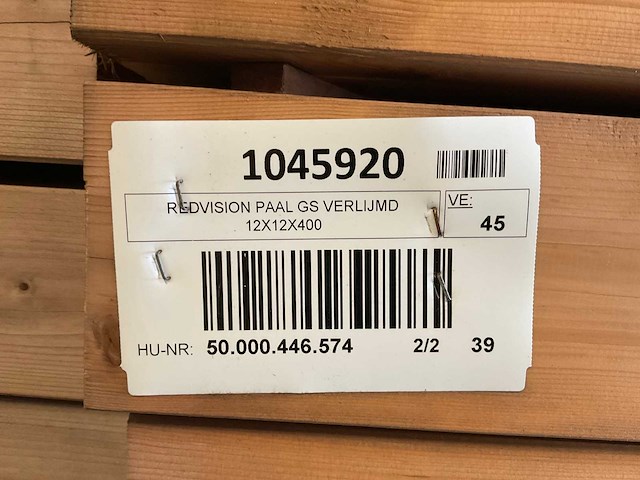 1045920
REDVISION PAAL GS VERLIJMD
12X12X400
VE:
45
HU-NR: 50.000.446.574 2/2 39